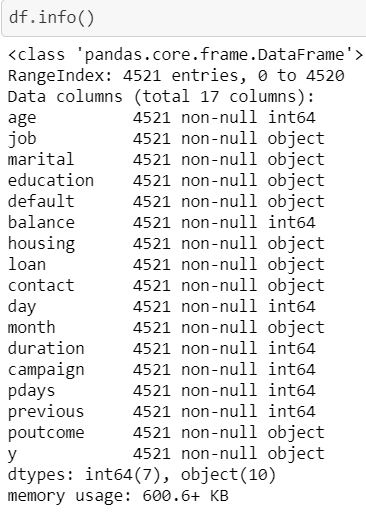 df.info()
<class 'pandas.core.frame.DataFrame'>
RangeIndex: 4521 entries, 0 to 4520
Data columns (total 17 columns):
age          4521 non-null int64
job          4521 non-null object
marital      4521 non-null object
education    4521 non-null object
default      4521 non-null object
balance      4521 non-null int64
housing      4521 non-null object
loan         4521 non-null object
contact      4521 non-null object
day          4521 non-null int64
month        4521 non-null object
duration     4521 non-null int64
campaign     4521 non-null int64
pdays        4521 non-null int64
previous     4521 non-null int64
poutcome     4521 non-null object
y            4521 non-null object
dtypes: int64(7), object(10)
memory usage: 600.6+ KB